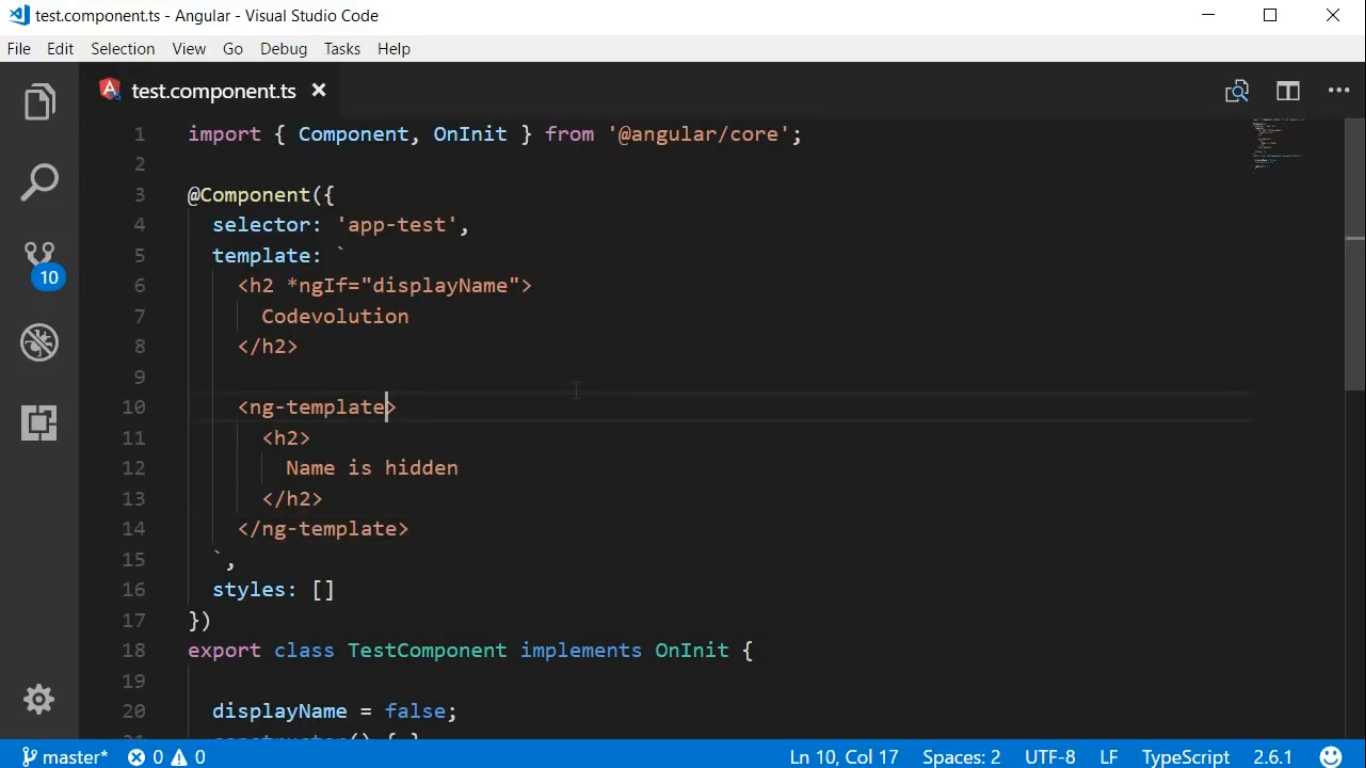 test.component.ts - Angular - Visual Studio Code
File Edit Selection View Go Debug Tasks Help
test.component.ts
1 import { Component, OnInit } from '@angular/core';
2
3 @Component({
4 selector: 'app-test',
5 template: `
6 <h2 *ngIf="displayName">
7 Codevolution
8 </h2>
9
10 <ng-template>
11 <h2>
12 Name is hidden
13 </h2>
14 </ng-template>
15 `,
16 styles: []
17 })
18 export class TestComponent implements OnInit {
19
20 displayName = false;
21 constructor() { }
10
master* 0 0 Ln 10, Col 17 Spaces: 2 UTF-8 LF TypeScript 2.6.1